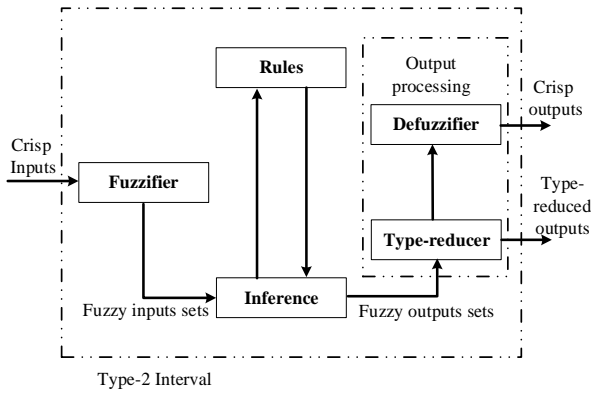 Rules
Output
processing
Crisp
outputs
Defuzzifier
Crisp
Inputs
Fuzzifier
Type-
reduced
outputs
Type-reducer
Inference
Fuzzy inputs sets
Fuzzy outputs sets
Type-2 Interval